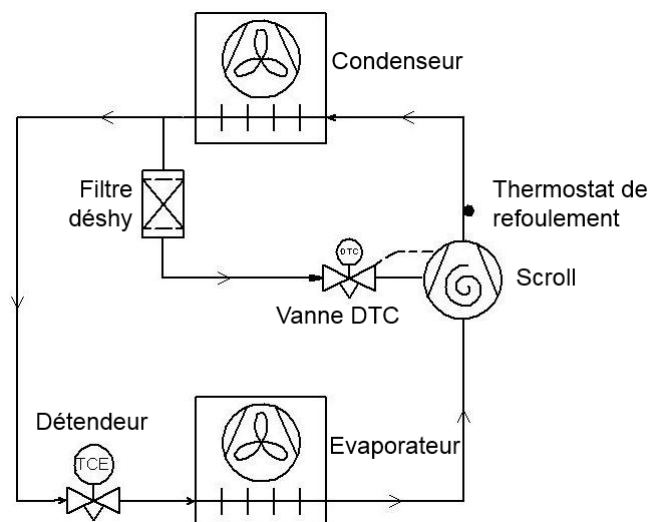 Condenseur
Filtre
déshy
Thermostat de
refoulement
DTC
Scroll
Vanne DTC
Détendeur
TCE
Evaporateur